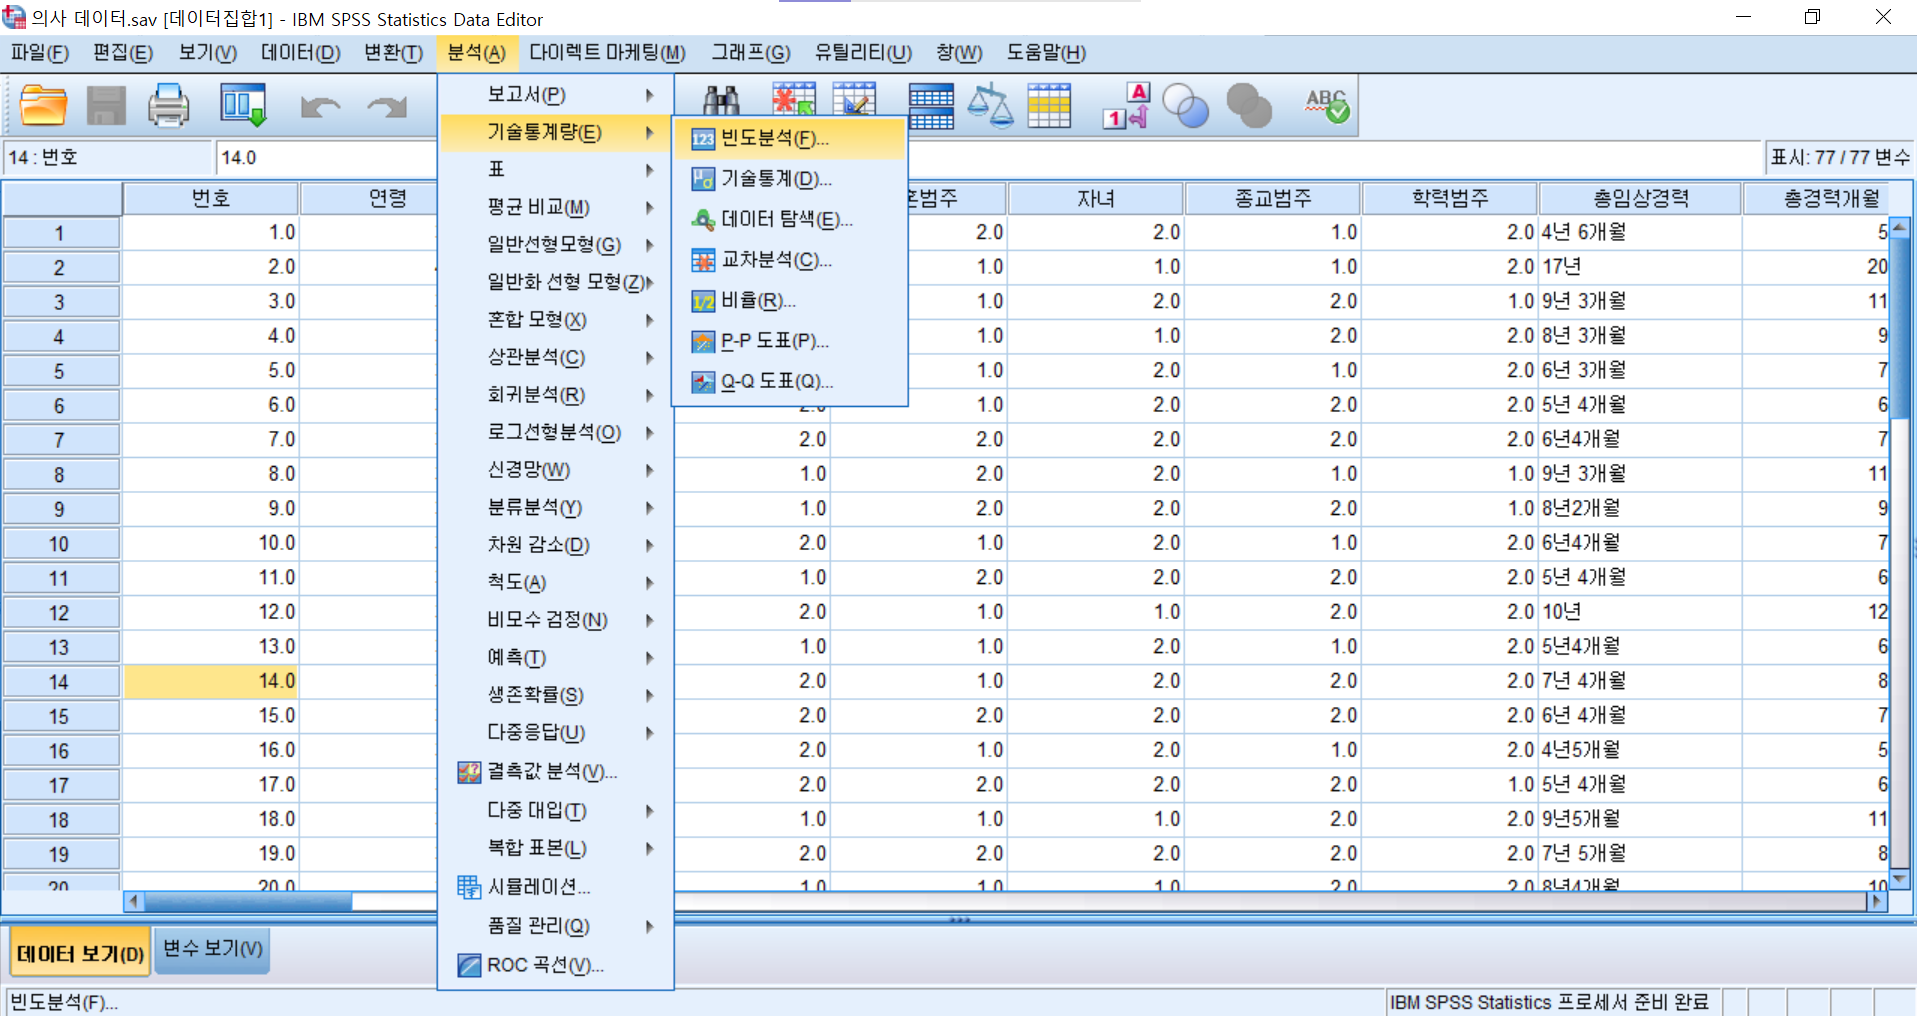 의사 데이터.sav [데이터집합1] - IBM SPSS Statistics Data Editor
파일(F) 편집(E) 보기(V) 데이터(D) 변환(T) 분석(A) 다이렉트 마케팅(M) 그래프(G) 유틸리티(U) 창(W) 도움말(H)
14 : 번호 14.0 표시: 77 / 77 변수
보고서(P)
기술통계량(E)
표
평균 비교(M)
일반선형모형(G)
일반화 선형 모형(Z)
혼합 모형(X)
상관분석(C)
회귀분석(R)
로그선형분석(O)
신경망(W)
분류분석(Y)
차원 감소(D)
척도(A)
비모수 검정(N)
예측(T)
생존확률(S)
다중응답(U)
결측값 분석(V)...
다중 대입(T)
복합 표본(L)
시뮬레이션...
품질 관리(Q)
ROC 곡선(V)...
123 빈도분석(F)...
기술통계(D)...
데이터 탐색(E)...
교차분석(C)...
1/2 비율(R)...
P-P 도표(P)...
Q-Q 도표(Q)...
A
1
ABC
번호 연령 자녀 종교범주 학력범주 총임상경력 총경력개월
1 1.0 2.0 2.0 1.0 2.0 4년 6개월 5
2 2.0 1.0 1.0 1.0 2.0 17년 20
3 3.0 1.0 2.0 2.0 1.0 9년 3개월 11
4 4.0 1.0 1.0 2.0 2.0 8년 3개월 9
5 5.0 1.0 2.0 1.0 2.0 6년 3개월 7
6 6.0 2.0 1.0 2.0 2.0 2.0 5년 4개월 6
7 7.0 2.0 2.0 2.0 2.0 2.0 6년4개월 7
8 8.0 1.0 2.0 2.0 1.0 1.0 9년 3개월 11
9 9.0 1.0 2.0 2.0 2.0 1.0 8년2개월 9
10 10.0 2.0 1.0 2.0 1.0 2.0 6년4개월 7
11 11.0 1.0 2.0 2.0 2.0 2.0 5년 4개월 6
12 12.0 2.0 1.0 1.0 2.0 2.0 10년 12
13 13.0 1.0 1.0 2.0 1.0 2.0 5년4개월 6
14 14.0 2.0 1.0 2.0 2.0 2.0 7년 4개월 8
15 15.0 2.0 2.0 2.0 2.0 2.0 6년 4개월 7
16 16.0 2.0 1.0 2.0 1.0 2.0 4년5개월 5
17 17.0 2.0 2.0 2.0 2.0 1.0 5년 4개월 6
18 18.0 1.0 1.0 1.0 2.0 2.0 9년5개월 11
19 19.0 2.0 2.0 2.0 2.0 2.0 7년 5개월 8
20 20.0 1.0 1.0 1.0 2.0 2.0 8년4개월 10
데이터 보기(D) 변수 보기(V)
빈도분석(F)... IBM SPSS Statistics 프로세서 준비 완료